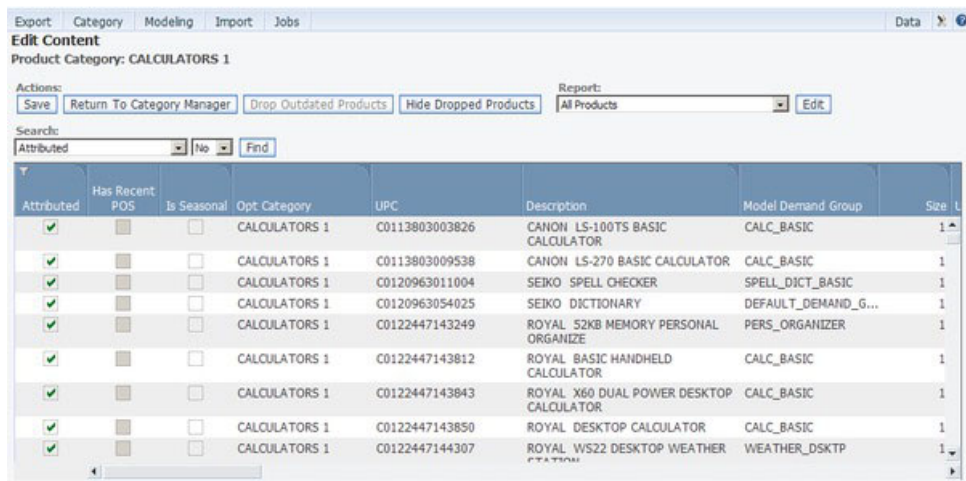 Export Category Modeling Import Jobs Data
Edit Content
Product Category: CALCULATORS 1
Actions: Report:
Save Return To Category Manager Drop Outdated Products Hide Dropped Products All Products Edit
Search:
Attributed No Find
Has Recent
Attributed POS Is Seasonal Opt Category UPC Description Model Demand Group Size
CALCULATORS 1 C0113803003826 CANON LS-100TS BASIC CALC_BASIC 1
CALCULATOR
CALCULATORS 1 C0113803009538 CANON LS-270 BASIC CALCULATOR CALC_BASIC 1
CALCULATORS 1 C0120963011004 SEIKO SPELL CHECKER SPELL_DICT_BASIC 1
CALCULATORS 1 C0120963054025 SEIKO DICTIONARY DEFAULT_DEMAND_G... 1
CALCULATORS 1 C0122447143249 ROYAL 52KB MEMORY PERSONAL PERS_ORGANIZER 1
ORGANIZE
CALCULATORS 1 C0122447143812 ROYAL BASIC HANDHELD CALC_BASIC 1
CALCULATOR
CALCULATORS 1 C0122447143843 ROYAL X60 DUAL POWER DESKTOP CALC_BASIC 1
CALCULATOR
CALCULATORS 1 C0122447143850 ROYAL DESKTOP CALCULATOR CALC_BASIC 1
CALCULATORS 1 C0122447144307 ROYAL WS22 DESKTOP WEATHER WEATHER_DSKTP 1
STATION